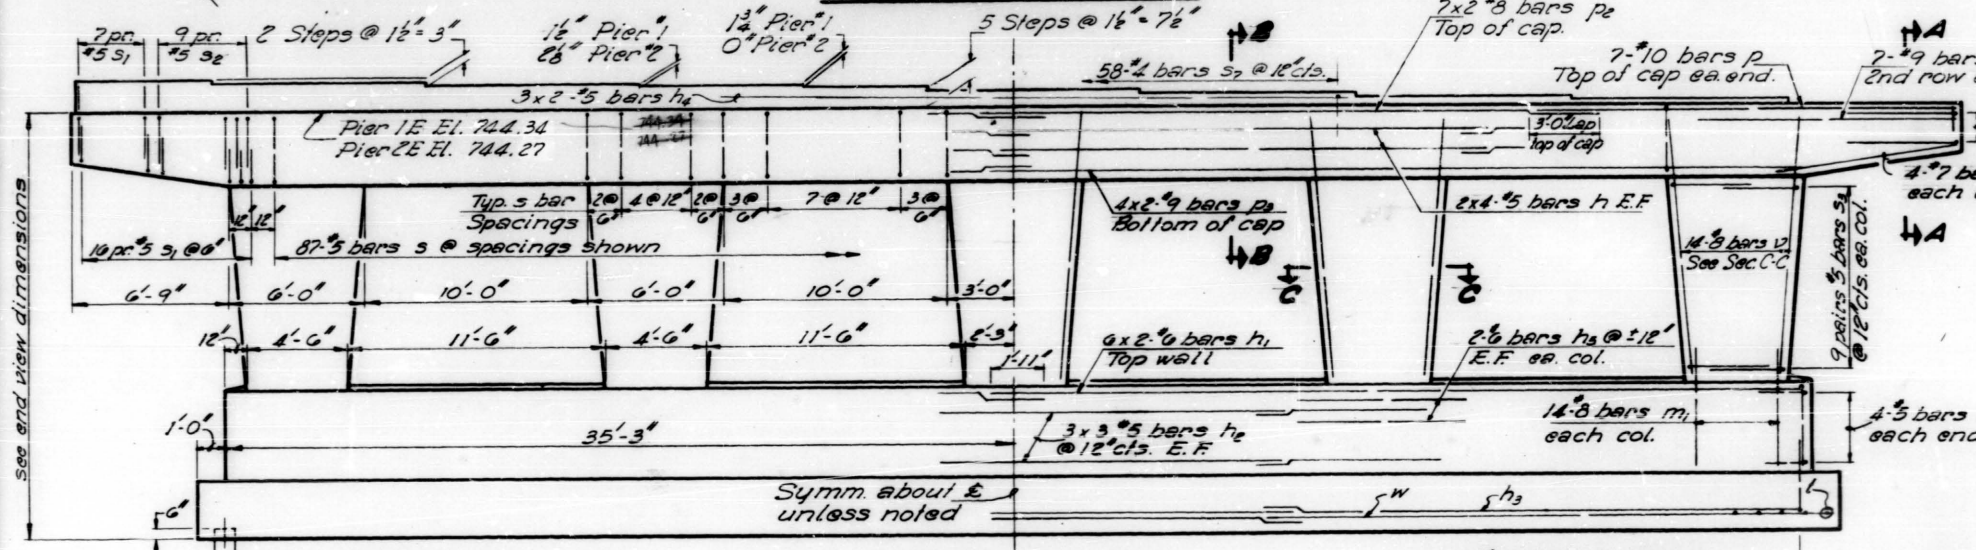 2 Steps @ 1½" = 3"
1½" Pier #1
2⅛" Pier #2
1¾" Pier #1
0" Pier #2
5 Steps @ 1½" = 7½"
B
7x2 #8 bars p2
Top of cap.
7 pr.
#5 s1
9 pr.
#5 s2
58-#4 bars s7 @ 12" cts.
7-#10 bars p
Top of cap ea. end.
A
7-#9 bars
2nd row
3x2-#5 bars h4
Pier 1E El. 744.34
Pier 2E El. 744.27
3'-0" Lap
Top of cap
Typ. s bar
Spacings
2@
6"
4@12"
2@
6"
3@
6"
7@12"
3@
6"
4x2-#9 bars p3
Bottom of cap
2x4-#5 bars h E.F.
4-#7
each
12" 12"
16 pr. #5 s1 @ 6"
87-#5 bars s @ spacings shown
B
14-#8 bars v
See Sec. C-C
A
C C
9 pairs #5 bars s3
@ 12" cts. ea. col.
see end view dimensions
6'-9" 6'-0" 10'-0" 6'-0" 10'-0" 3'-0"
12" 4'-6" 11'-6" 4'-6" 11'-6" 2'-3"
1'-11"
6x2-#6 bars h1
Top wall
2-#6 bars h5 @ ±12"
E.F. ea. col.
1'-0"
35'-3"
3x3 #5 bars h2
@ 12" cts. E.F.
14-#8 bars m1
each col.
4-#5 bars
each end
6"
Symm. about ℄
unless noted
w h3